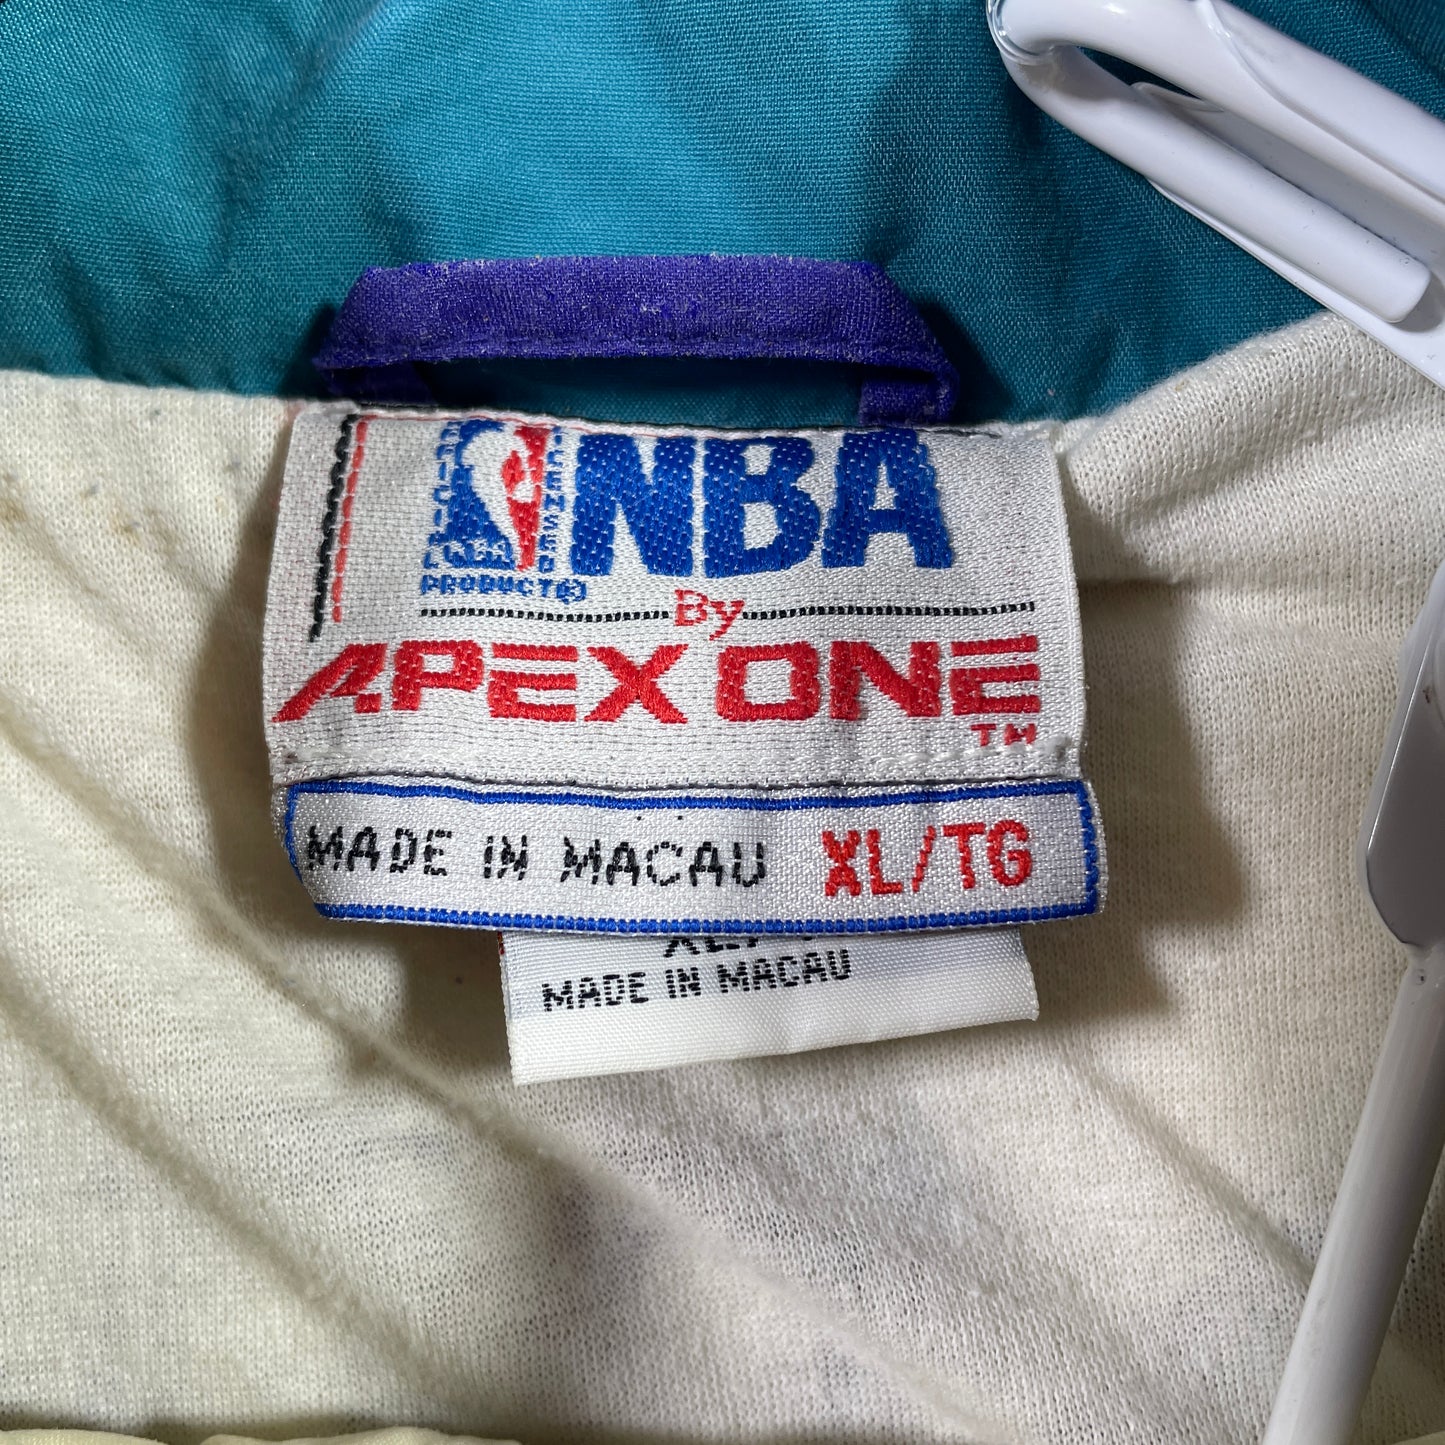 OFFICIAL NBA LICENSED
PRODUCT®
NBA
By
APEX ONE
TM
MADE IN MACAU XL/TG
MADE IN MACAU